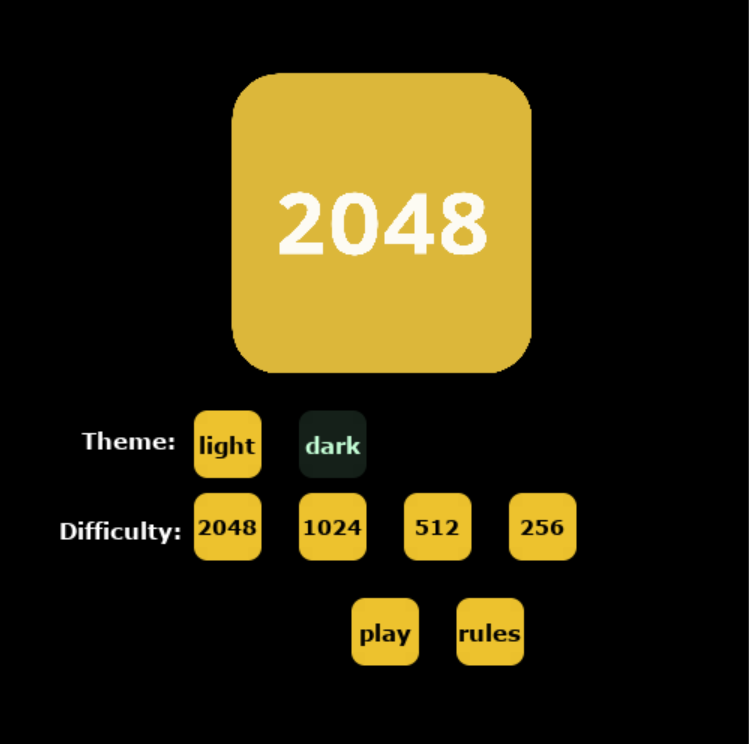 2048
Theme: light dark
Difficulty: 2048 1024 512 256
play rules